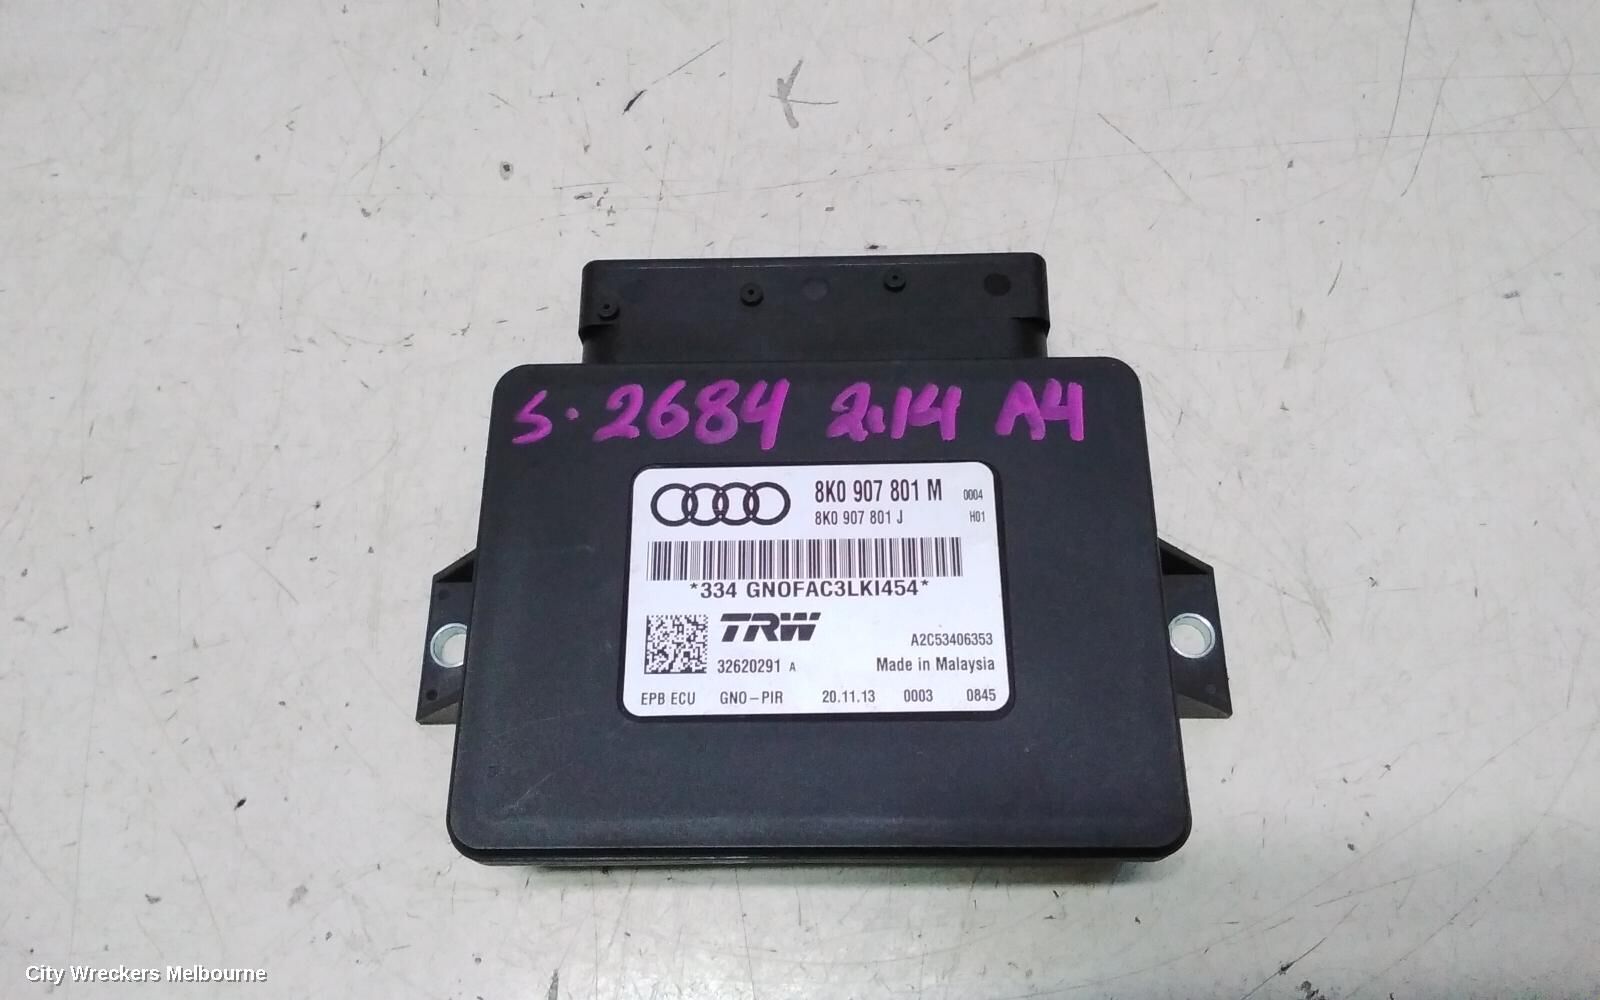 S.2684 2.14 A4
8K0 907 801 M 0004
8K0 907 801 J H01
*334 GNOFAC3LKI454*
TRW
A2C53406353
32620291 A Made in Malaysia
EPB ECU GNO-PIR 20.11.13 0003 0845
City Wreckers Melbourne